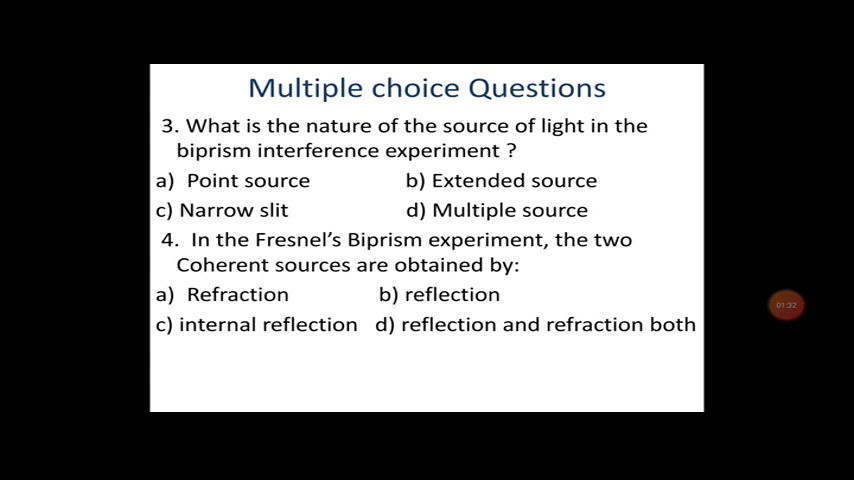 Multiple choice Questions
3. What is the nature of the source of light in the
biprism interference experiment ?
a) Point source b) Extended source
c) Narrow slit d) Multiple source
4. In the Fresnel's Biprism experiment, the two
Coherent sources are obtained by:
a) Refraction b) reflection
c) internal reflection d) reflection and refraction both
01:32